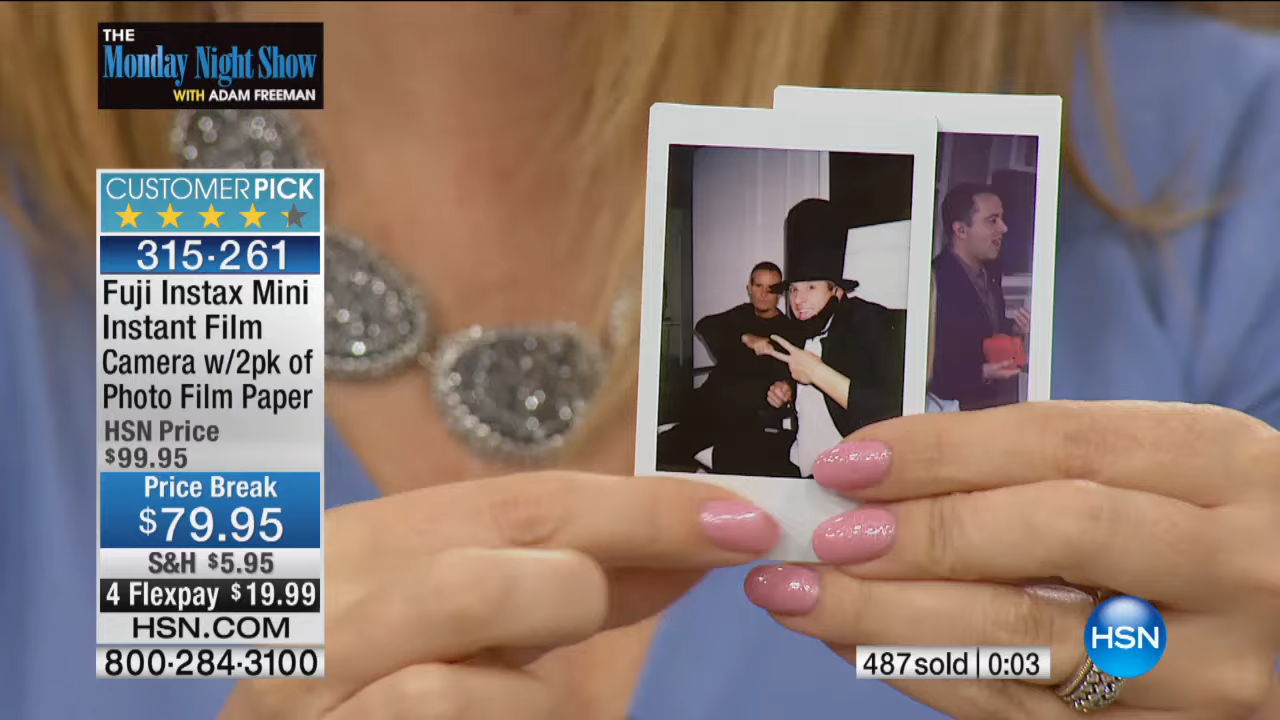 THE
Monday Night Show
WITH ADAM FREEMAN
CUSTOMER PICK
315-261
Fuji Instax Mini
Instant Film
Camera w/2pk of
Photo Film Paper
HSN Price
$99.95
Price Break
$79.95
S&H $5.95
4 Flexpay $19.99
HSN.COM
800-284-3100
487 sold | 0:03
HSN